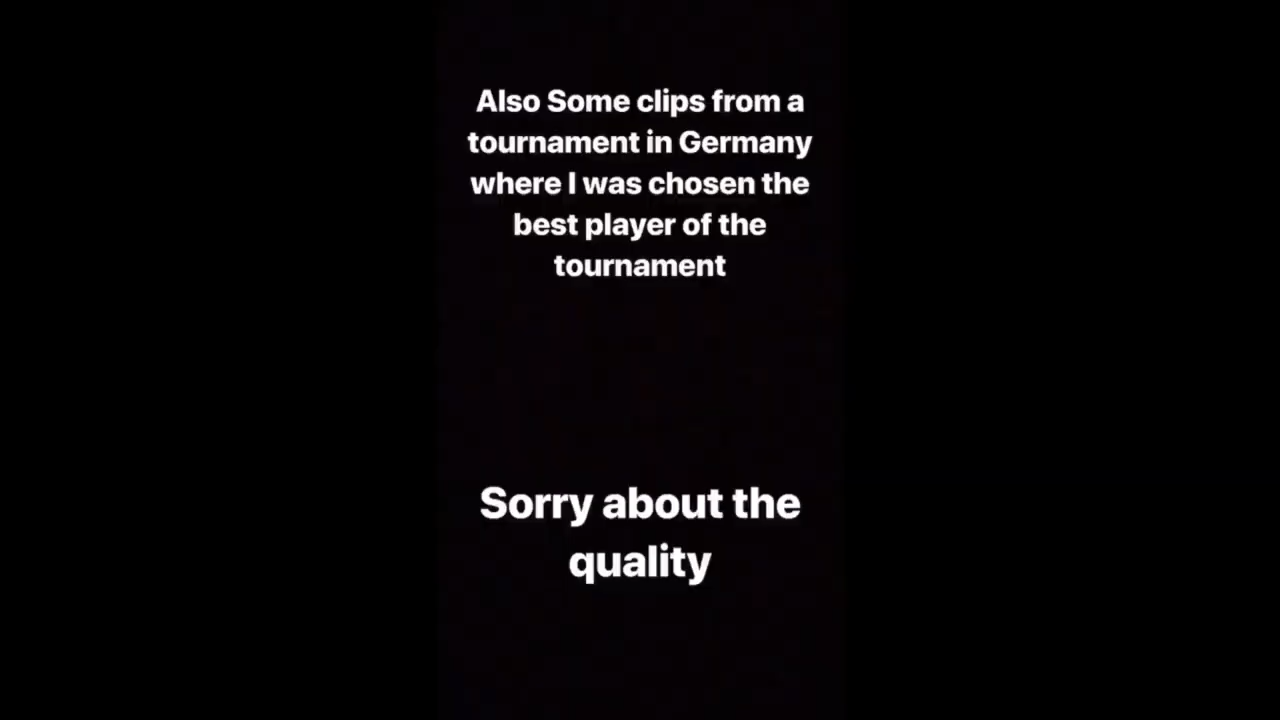 Also Some clips from a
tournament in Germany
where I was chosen the
best player of the
tournament
Sorry about the
quality